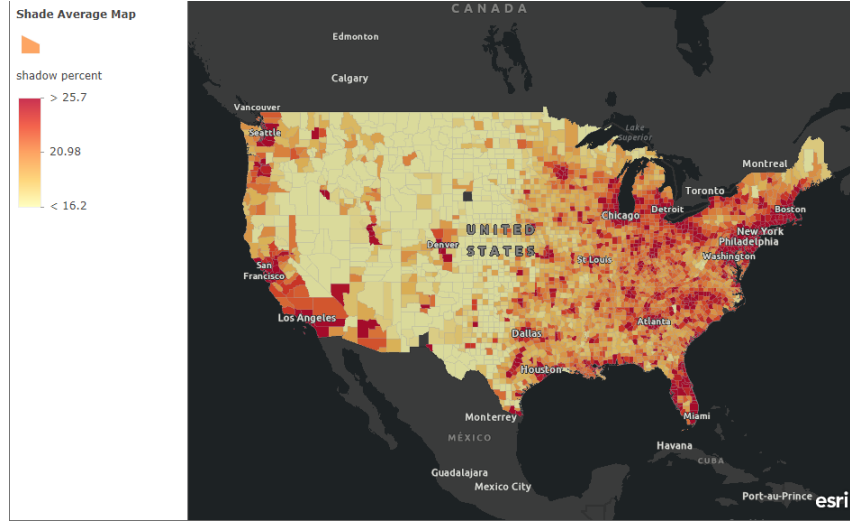 Shade Average Map
shadow percent
> 25.7
20.98
< 16.2
CANADA
Edmonton
Calgary
Vancouver
Seattle
Lake
Superior
Montreal
Toronto
Chicago
Detroit
Boston
New York
Philadelphia
Washington
UNITED
STATES
Denver
St Louis
San
Francisco
Los Angeles
Atlanta
Dallas
Houston
Miami
Monterrey
MÉXICO
Havana
CUBA
Guadalajara
Mexico City
Port-au-Prince
esri